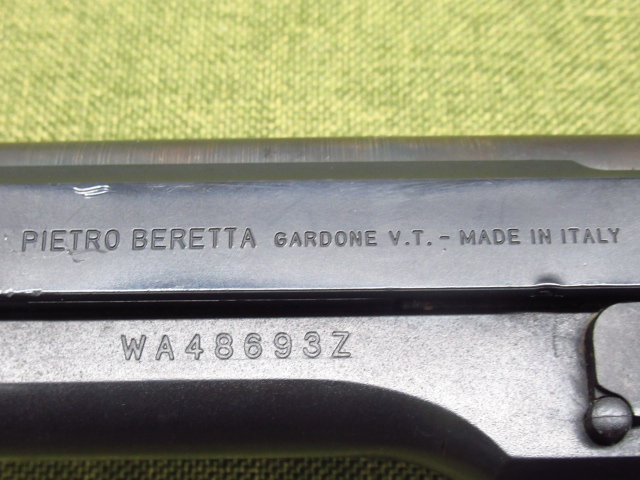 PIETRO BERETTA GARDONE V.T. - MADE IN ITALY
WA48693Z